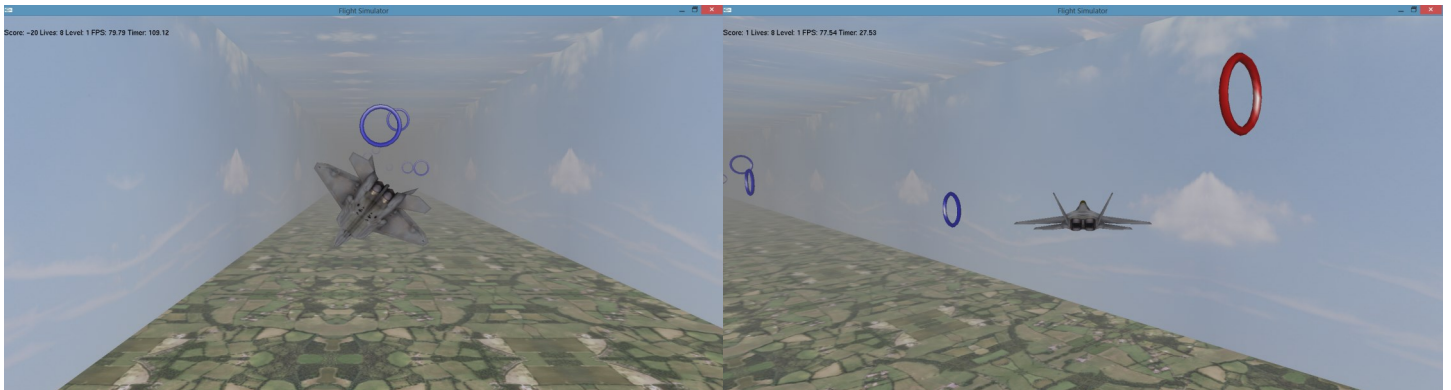 Flight Simulator
Score: -20 Lives: 8 Level: 1 FPS: 79.79 Timer: 109.12
Flight Simulator
Score: 1 Lives: 8 Level: 1 FPS: 77.54 Timer: 27.53